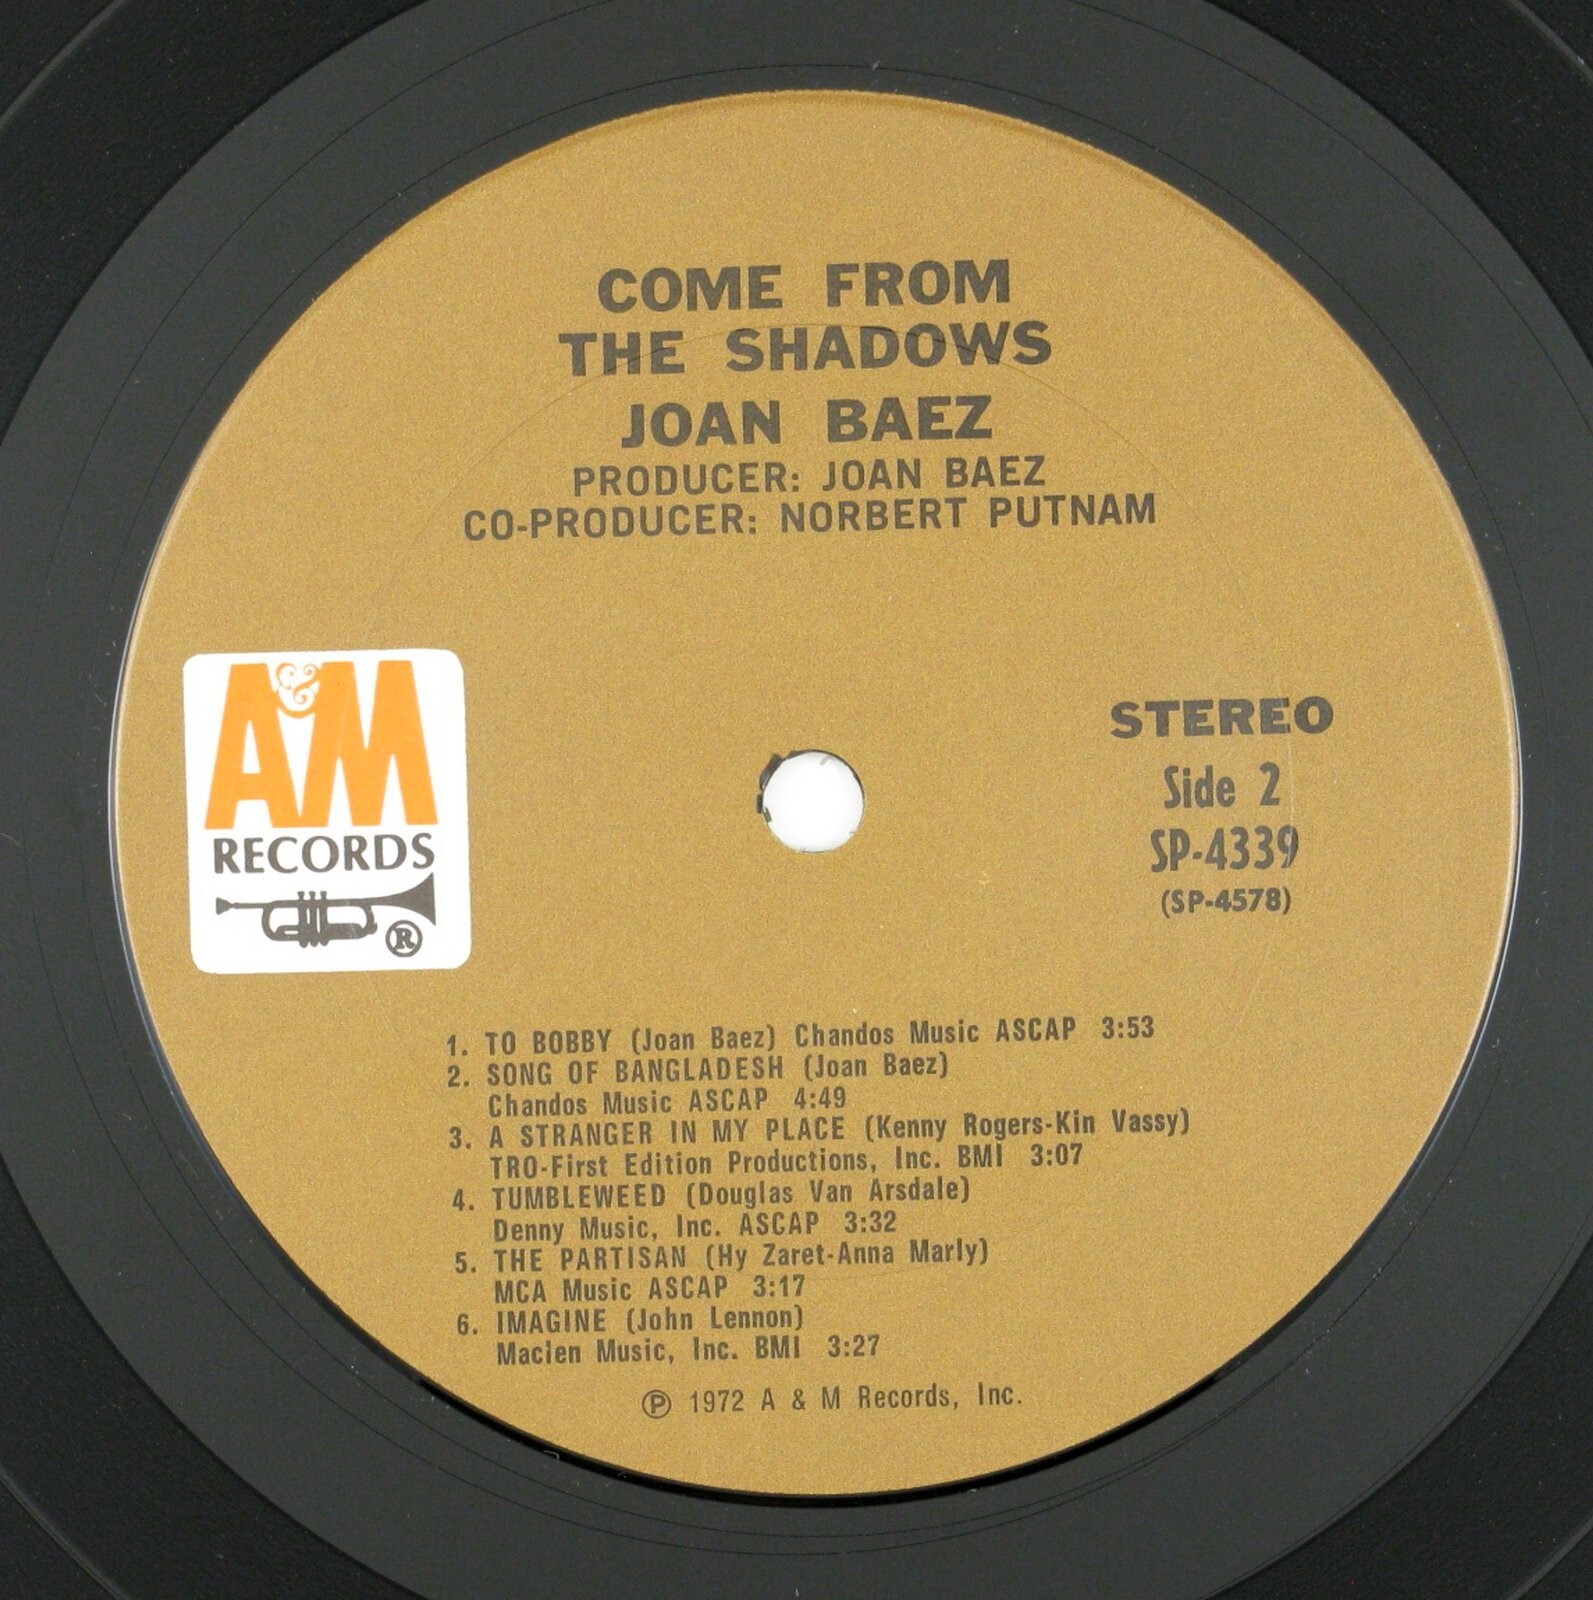 COME FROM
THE SHADOWS
JOAN BAEZ
PRODUCER: JOAN BAEZ
CO-PRODUCER: NORBERT PUTNAM
A&M
RECORDS
®
STEREO
Side 2
SP-4339
(SP-4578)
1. TO BOBBY (Joan Baez) Chandos Music ASCAP 3:53
2. SONG OF BANGLADESH (Joan Baez)
Chandos Music ASCAP 4:49
3. A STRANGER IN MY PLACE (Kenny Rogers-Kin Vassy)
TRO-First Edition Productions, Inc. BMI 3:07
4. TUMBLEWEED (Douglas Van Arsdale)
Denny Music, Inc. ASCAP 3:32
5. THE PARTISAN (Hy Zaret-Anna Marly)
MCA Music ASCAP 3:17
6. IMAGINE (John Lennon)
Maclen Music, Inc. BMI 3:27
℗ 1972 A & M Records, Inc.